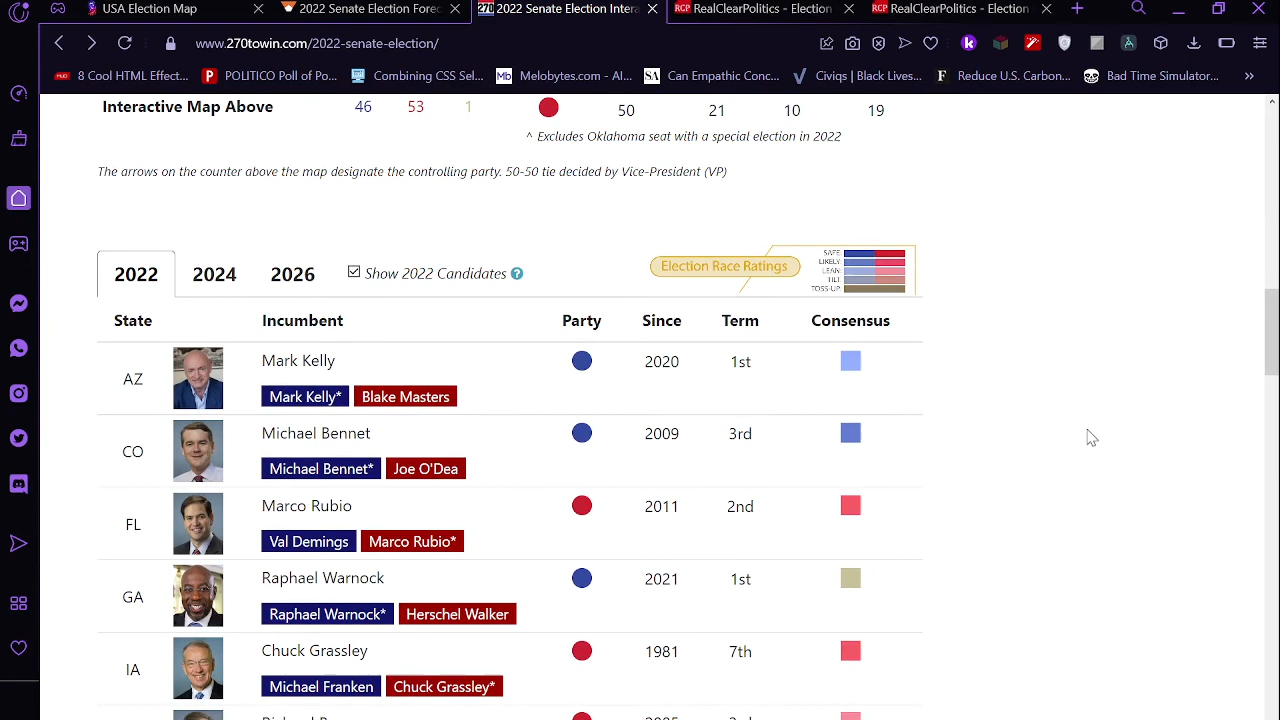 USA Election Map
2022 Senate Election Forec
2022 Senate Election Intera
RealClearPolitics - Election
RealClearPolitics - Election
www.270towin.com/2022-senate-election/
8 Cool HTML Effect...
POLITICO Poll of Po...
Combining CSS Sel...
Melobytes.com - AI...
Can Empathic Conc...
Civiqs | Black Lives...
Reduce U.S. Carbon...
Bad Time Simulator...
Interactive Map Above 46 53 1 50 21 10 19
^ Excludes Oklahoma seat with a special election in 2022
The arrows on the counter above the map designate the controlling party. 50-50 tie decided by Vice-President (VP)
2022 2024 2026 Show 2022 Candidates ?
Election Race Ratings
SAFE
LIKELY
LEAN
TILT
TOSS-UP
State Incumbent Party Since Term Consensus
AZ Mark Kelly 2020 1st
Mark Kelly* Blake Masters
CO Michael Bennet 2009 3rd
Michael Bennet* Joe O'Dea
FL Marco Rubio 2011 2nd
Val Demings Marco Rubio*
GA Raphael Warnock 2021 1st
Raphael Warnock* Herschel Walker
IA Chuck Grassley 1981 7th
Michael Franken Chuck Grassley*